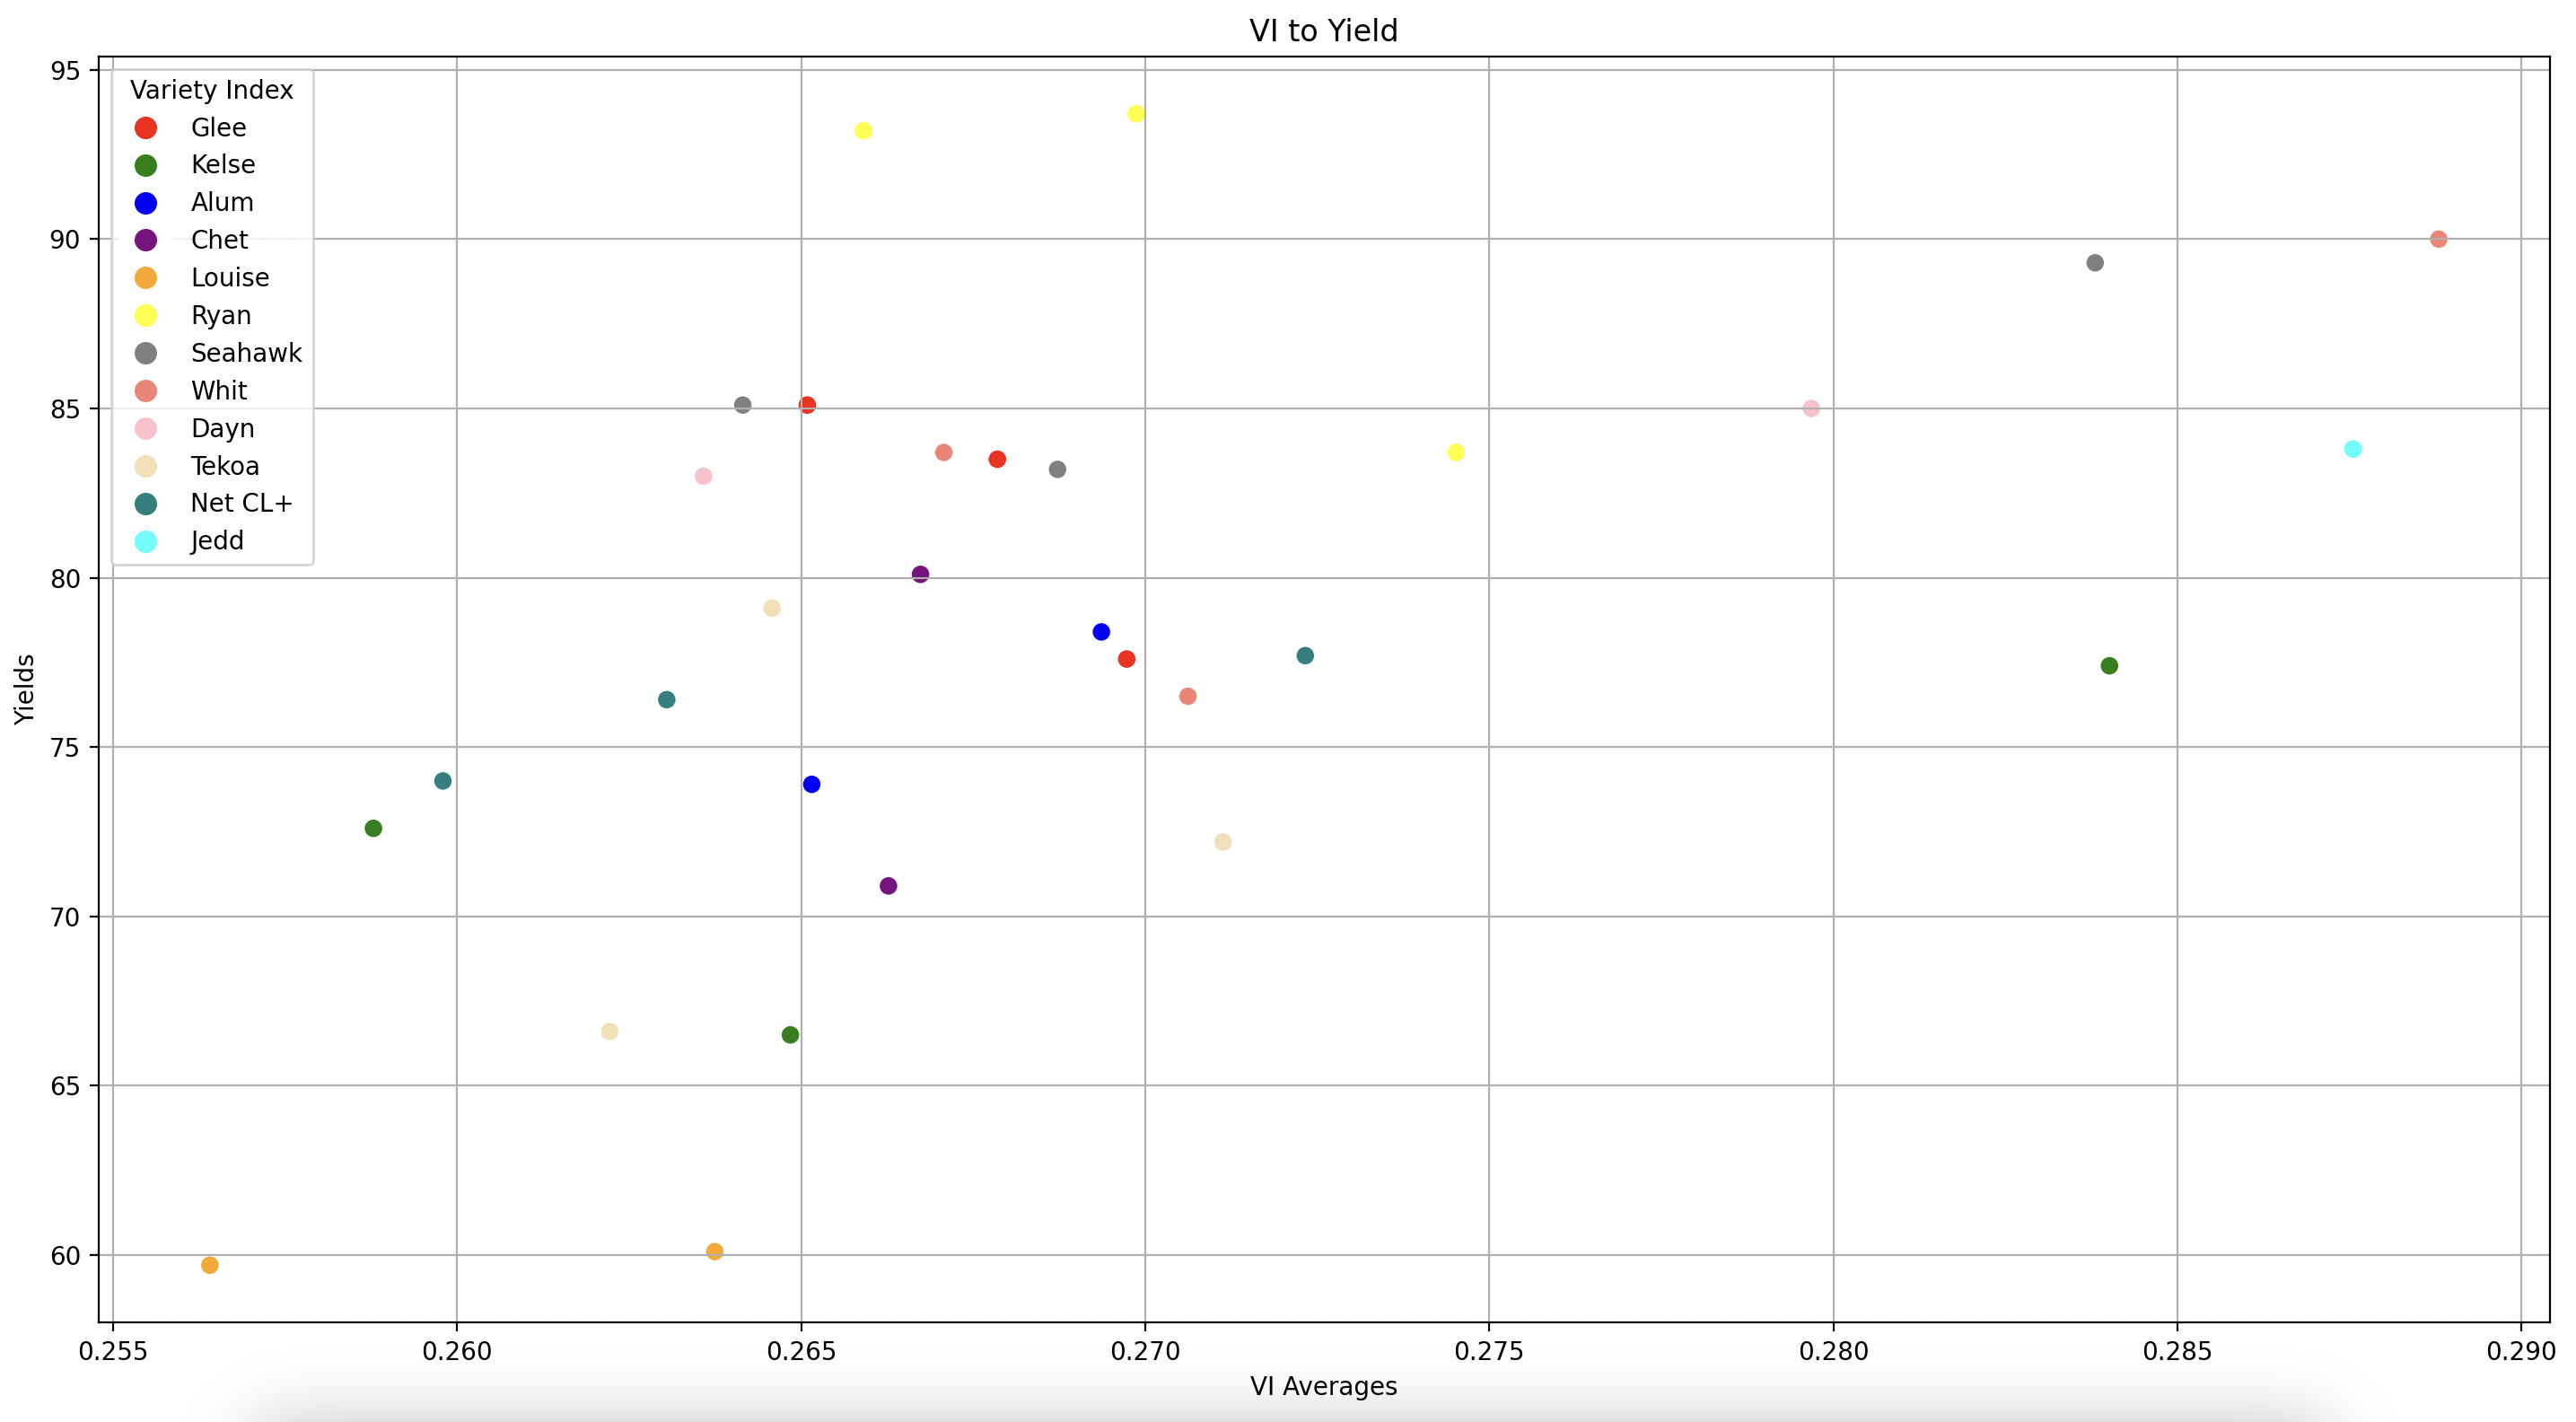 VI to Yield
95
90
85
80
75
70
65
60
Yields
Variety Index
Glee
Kelse
Alum
Chet
Louise
Ryan
Seahawk
Whit
Dayn
Tekoa
Net CL+
Jedd
0.255 0.260 0.265 0.270 0.275 0.280 0.285 0.290
VI Averages